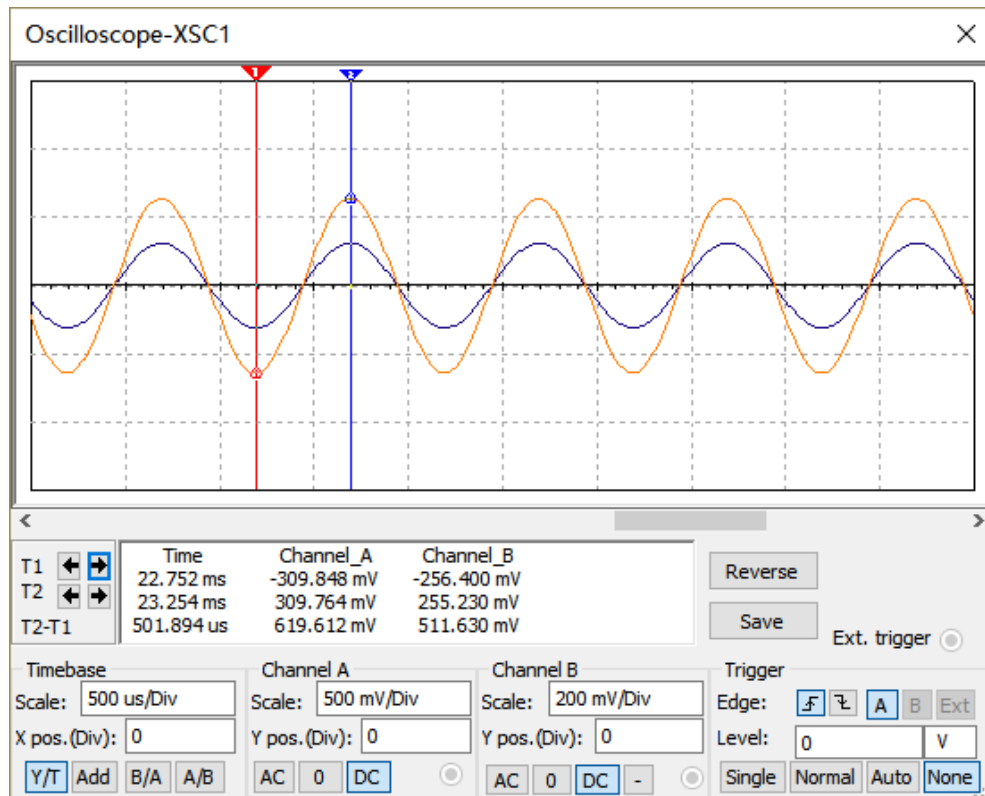 Oscilloscope-XSC1
1 2
Time Channel_A Channel_B
T1 22.752 ms -309.848 mV -256.400 mV
T2 23.254 ms 309.764 mV 255.230 mV
T2-T1 501.894 us 619.612 mV 511.630 mV
Reverse
Save
Ext. trigger
Timebase
Scale: 500 us/Div
X pos.(Div): 0
Y/T Add B/A A/B
Channel A
Scale: 500 mV/Div
Y pos.(Div): 0
AC 0 DC
Channel B
Scale: 200 mV/Div
Y pos.(Div): 0
AC 0 DC -
Trigger
Edge: A B Ext
Level: 0 V
Single Normal Auto None